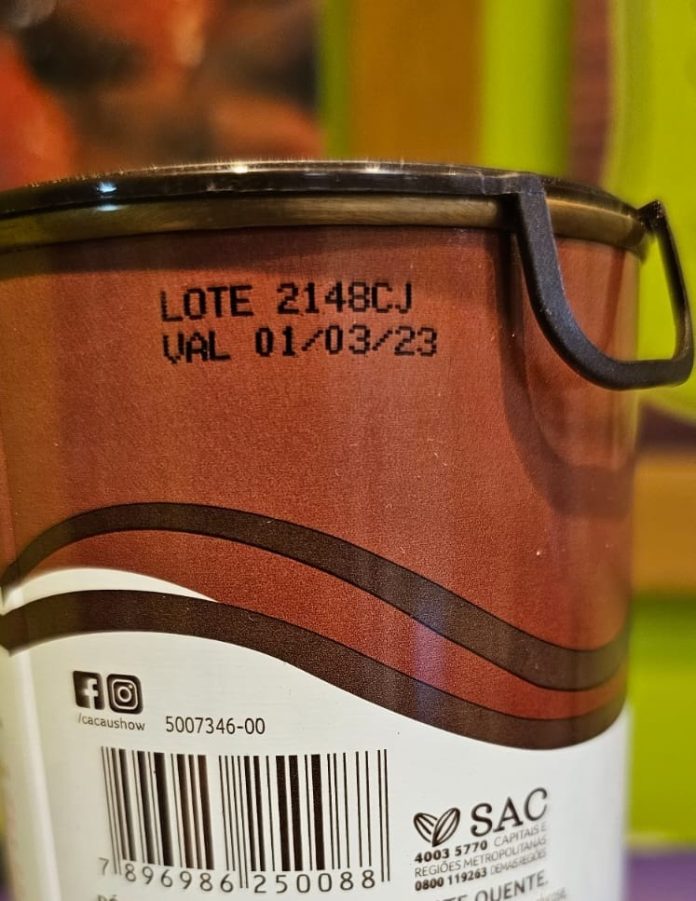 LOTE 2148CJ
VAL 01/03/23
/cacaushow 5007346-00
7 896986 250088
SAC
4003 5770 CAPITAIS E
REGIÕES METROPOLITANAS
0800 119263 DEMAIS REGIÕES
QUENTE.